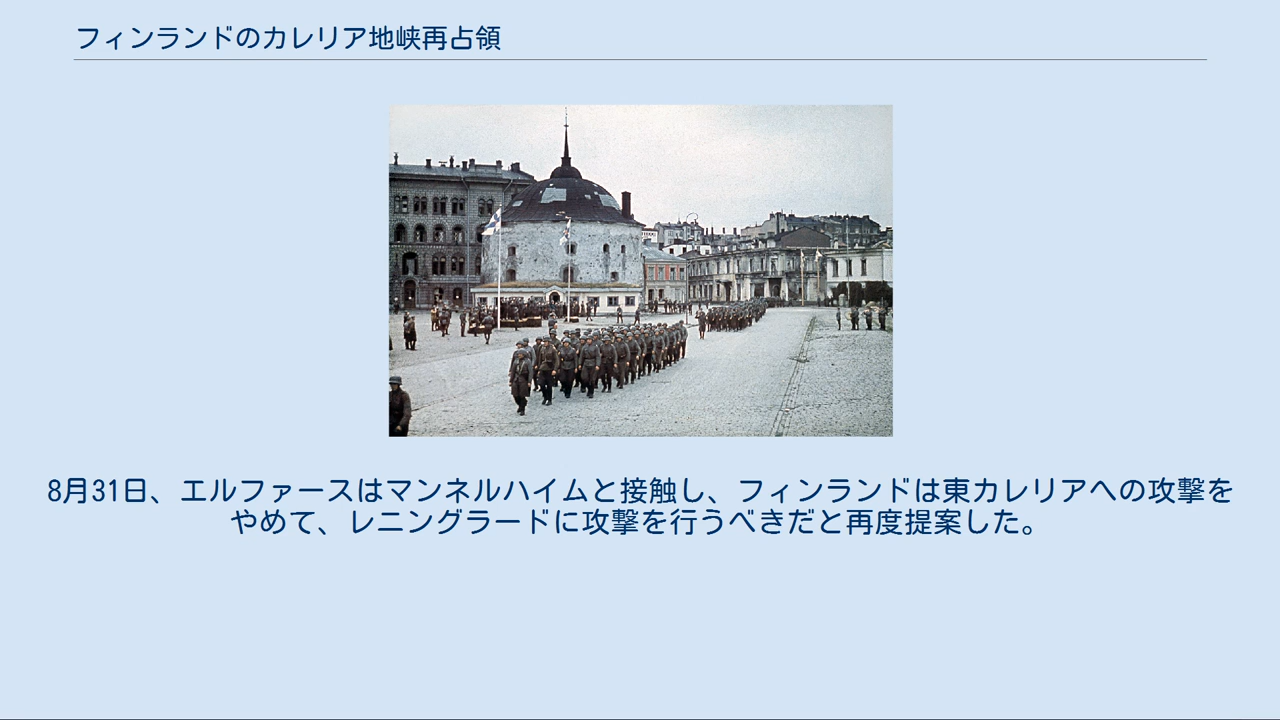 フィンランドのカレリア地峡再占領
8月31日、エルファースはマンネルハイムと接触し、フィンランドは東カレリアへの攻撃を
やめて、レニングラードに攻撃を行うべきだと再度提案した。